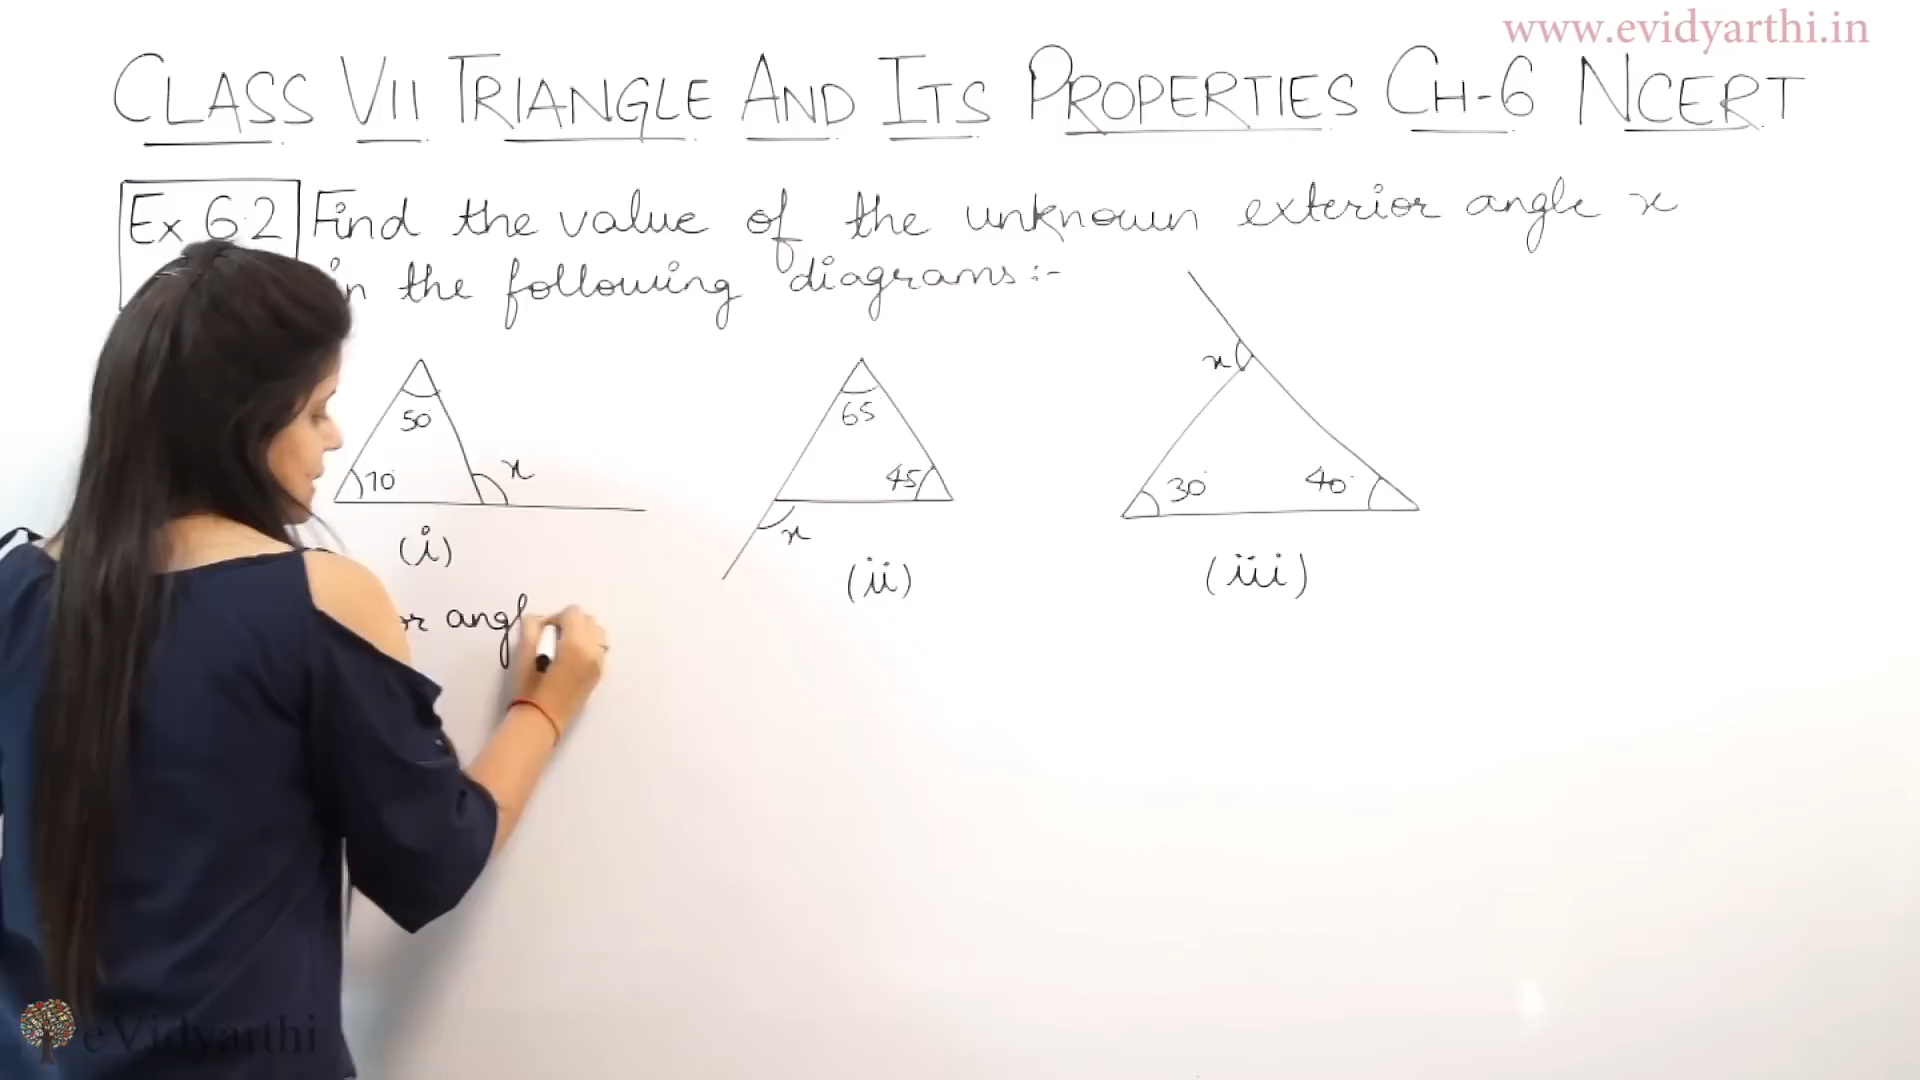 www.evidyarthi.in
CLASS VII TRIANGLE AND ITS PROPERTIES CH-6 NCERT
Ex 6.2 Find the value of the unknown exterior angle x
in the following diagrams:-
50°
70°
x
(i)
65
45°
x
(ii)
x
30°
40°
(iii)
angl
eVidyarthi